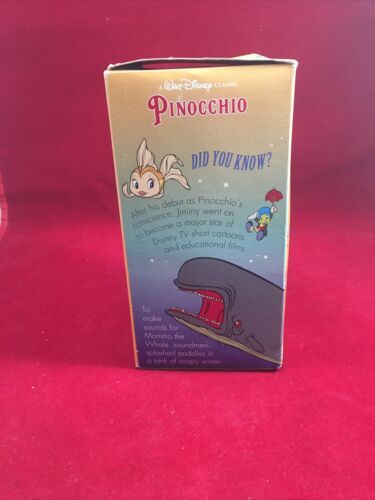 A Walt Disney CLASSIC
PINOCCHIO
DID YOU KNOW?
After his debut as Pinocchio's
conscience, Jiminy went on
to become a major star of
Disney TV short cartoons
and educational films.
To
make
sounds for
Monstro the
Whale, soundmen
splashed paddles in
a tank of soapy water.